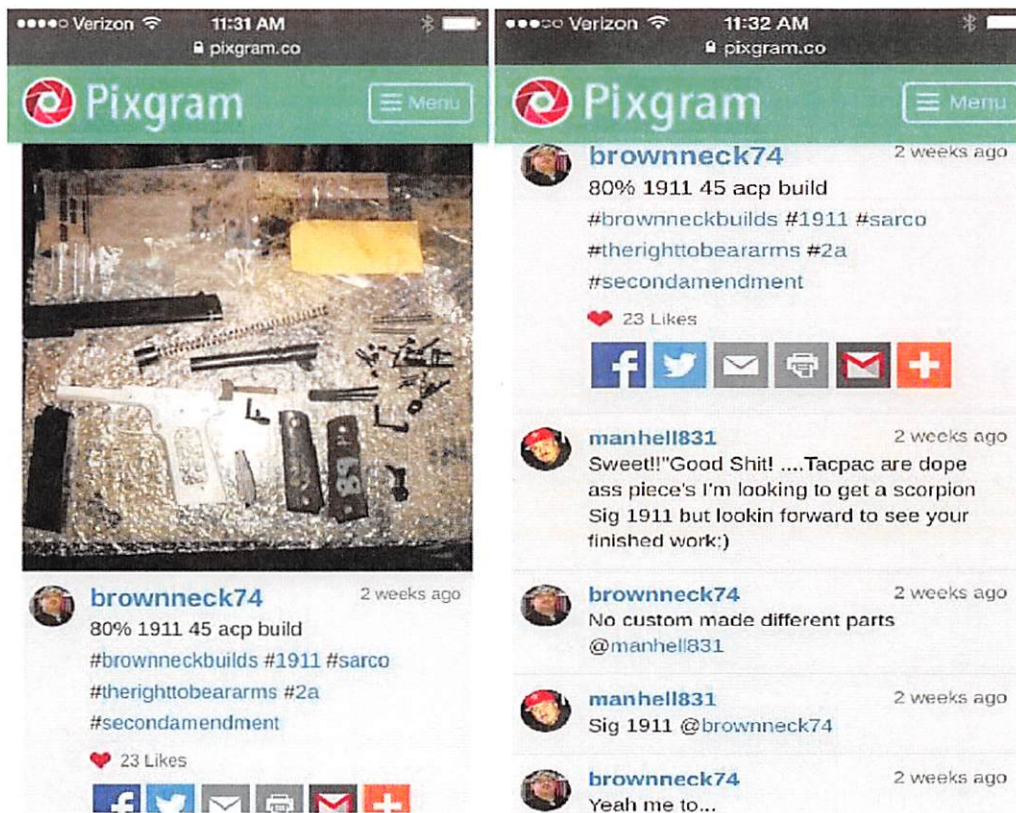 Verizon 11:31 AM
pixgram.co
Pixgram Menu
brownneck74 2 weeks ago
80% 1911 45 acp build
#brownneckbuilds #1911 #sarco
#therighttobeararms #2a
#secondamendment
23 Likes
Verizon 11:32 AM
pixgram.co
Pixgram Menu
brownneck74 2 weeks ago
80% 1911 45 acp build
#brownneckbuilds #1911 #sarco
#therighttobeararms #2a
#secondamendment
23 Likes
manhell831 2 weeks ago
Sweet!!"Good Shit! ....Tacpac are dope
ass piece's I'm looking to get a scorpion
Sig 1911 but lookin forward to see your
finished work:)
brownneck74 2 weeks ago
No custom made different parts
@manhell831
manhell831 2 weeks ago
Sig 1911 @brownneck74
brownneck74 2 weeks ago
Yeah me to...